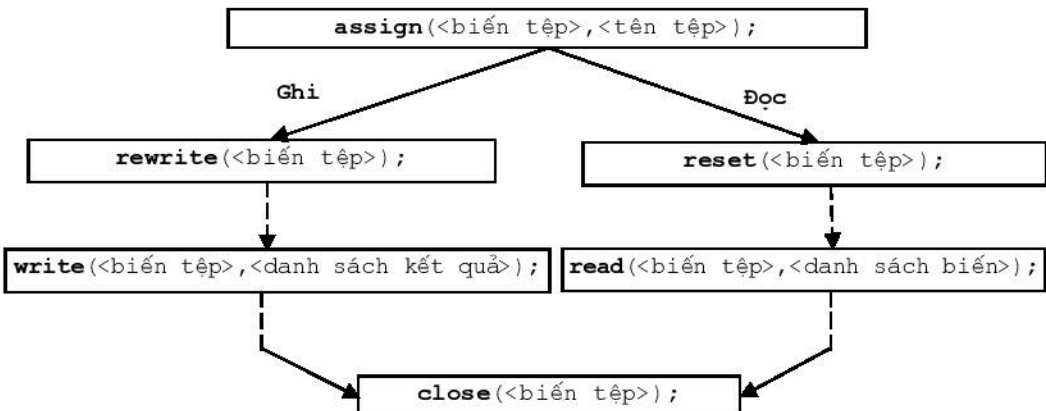 assign(<biến tệp>,<tên tệp>);
Ghi
Đọc
rewrite(<biến tệp>);
reset(<biến tệp>);
write(<biến tệp>,<danh sách kết quả>);
read(<biến tệp>,<danh sách biến>);
close(<biến tệp>);